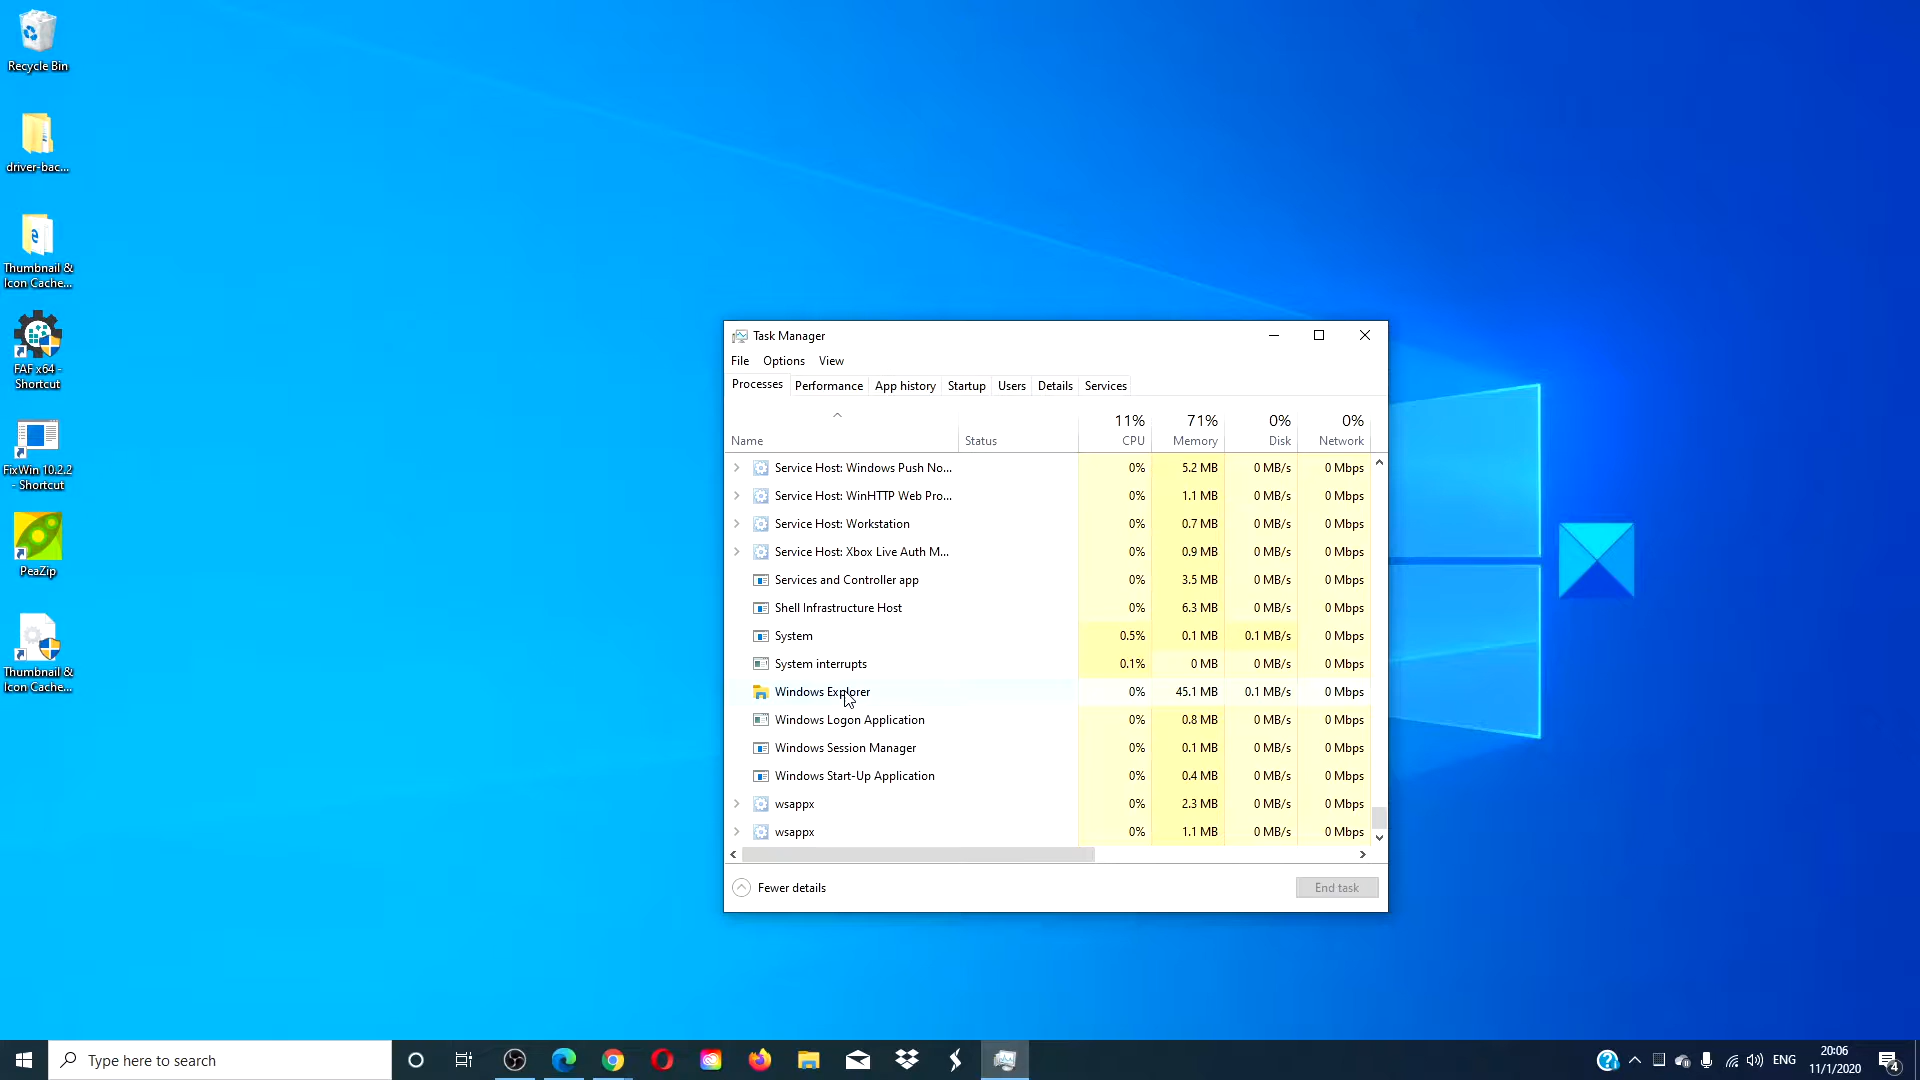 Recycle Bin
driver-bac...
Thumbnail &
Icon Cache...
FAF x64 -
Shortcut
FixWin 10.2.2
- Shortcut
PeaZip
Thumbnail &
Icon Cache...
Task Manager
File Options View
Processes Performance App history Startup Users Details Services
11% 71% 0% 0%
Name Status CPU Memory Disk Network
Service Host: Windows Push No... 0% 5.2 MB 0 MB/s 0 Mbps
Service Host: WinHTTP Web Pro... 0% 1.1 MB 0 MB/s 0 Mbps
Service Host: Workstation 0% 0.7 MB 0 MB/s 0 Mbps
Service Host: Xbox Live Auth M... 0% 0.9 MB 0 MB/s 0 Mbps
Services and Controller app 0% 3.5 MB 0 MB/s 0 Mbps
Shell Infrastructure Host 0% 6.3 MB 0 MB/s 0 Mbps
System 0.5% 0.1 MB 0.1 MB/s 0 Mbps
System interrupts 0.1% 0 MB 0 MB/s 0 Mbps
Windows Explorer 0% 45.1 MB 0.1 MB/s 0 Mbps
Windows Logon Application 0% 0.8 MB 0 MB/s 0 Mbps
Windows Session Manager 0% 0.1 MB 0 MB/s 0 Mbps
Windows Start-Up Application 0% 0.4 MB 0 MB/s 0 Mbps
wsappx 0% 2.3 MB 0 MB/s 0 Mbps
wsappx 0% 1.1 MB 0 MB/s 0 Mbps
Fewer details End task
Type here to search
ENG
20:06
11/1/2020
4